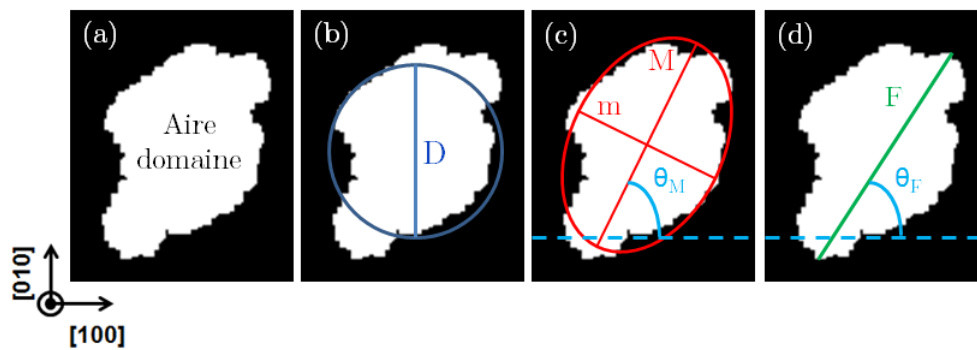 (a)
Aire
domaine
(b)
D
(c)
M
m
θM
(d)
F
θF
[010]
[100]